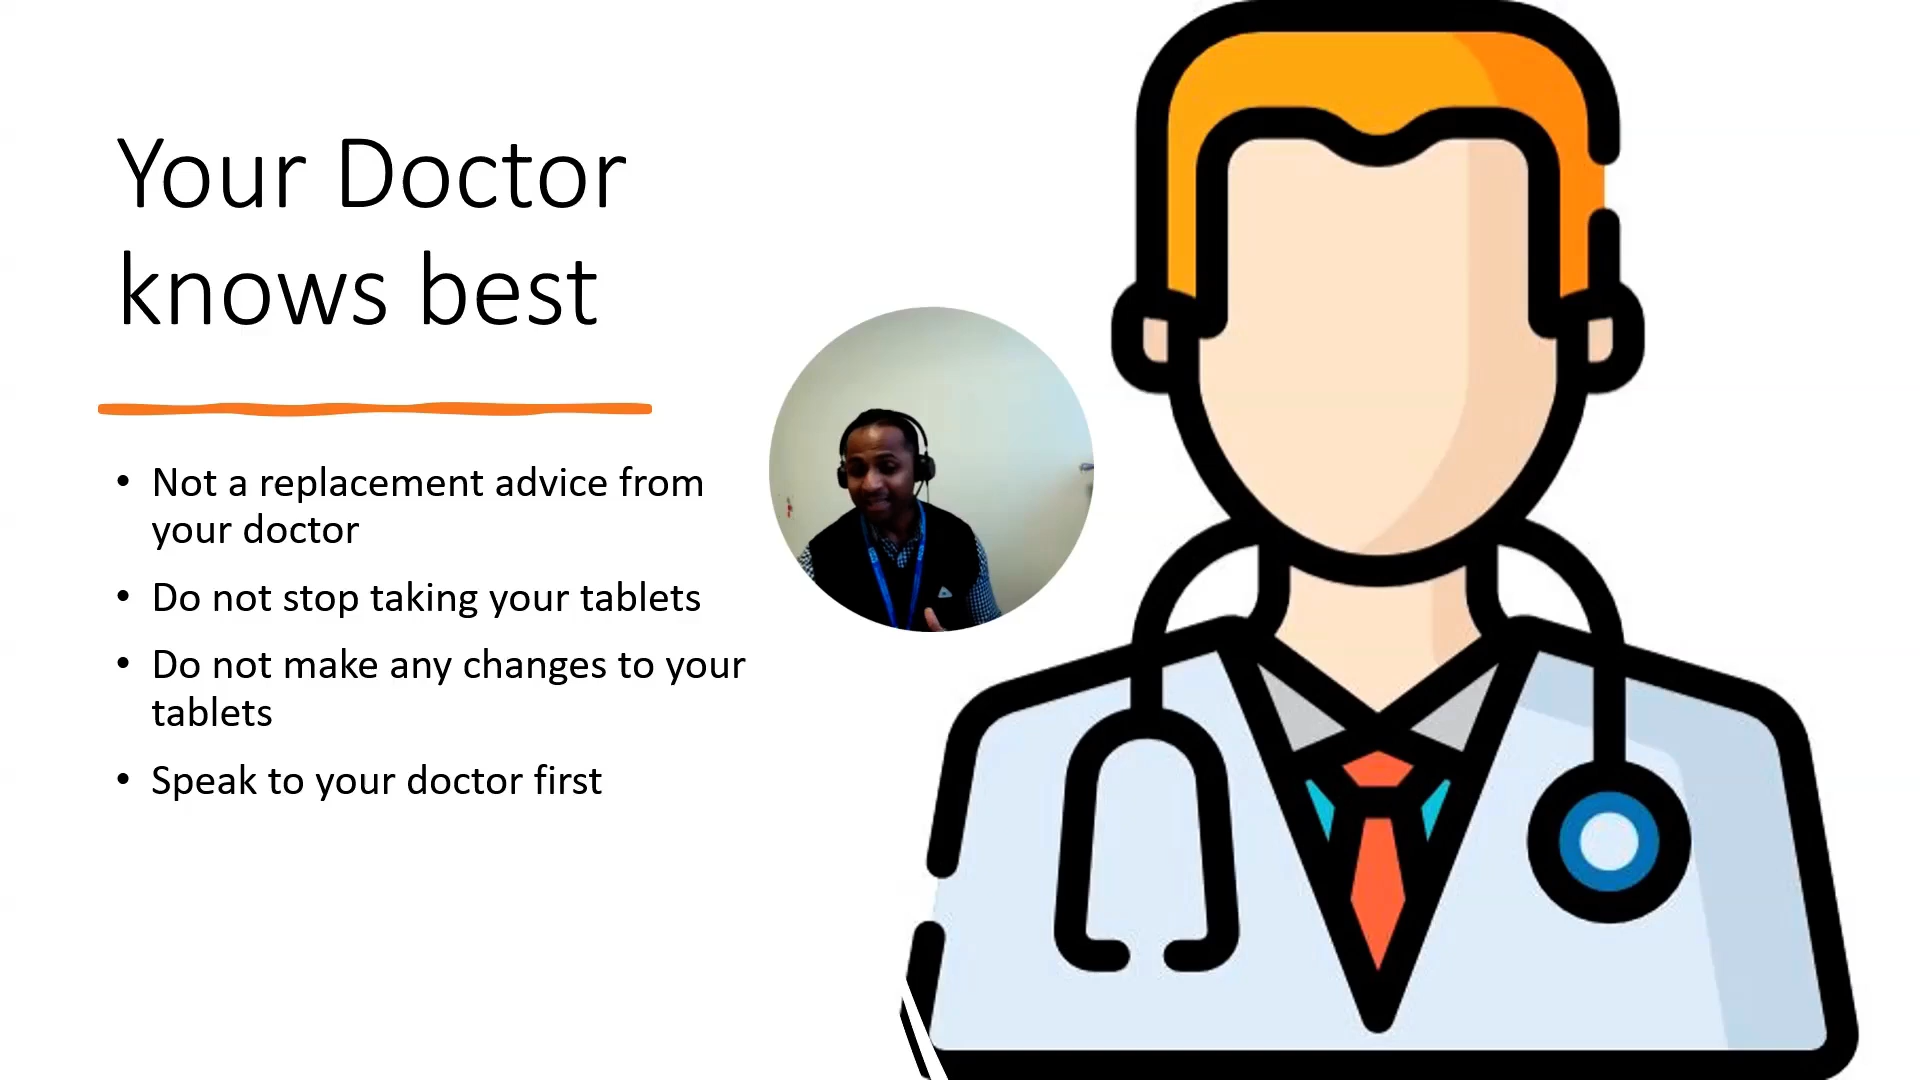 Your Doctor
knows best
• Not a replacement advice from
your doctor
• Do not stop taking your tablets
• Do not make any changes to your
tablets
• Speak to your doctor first